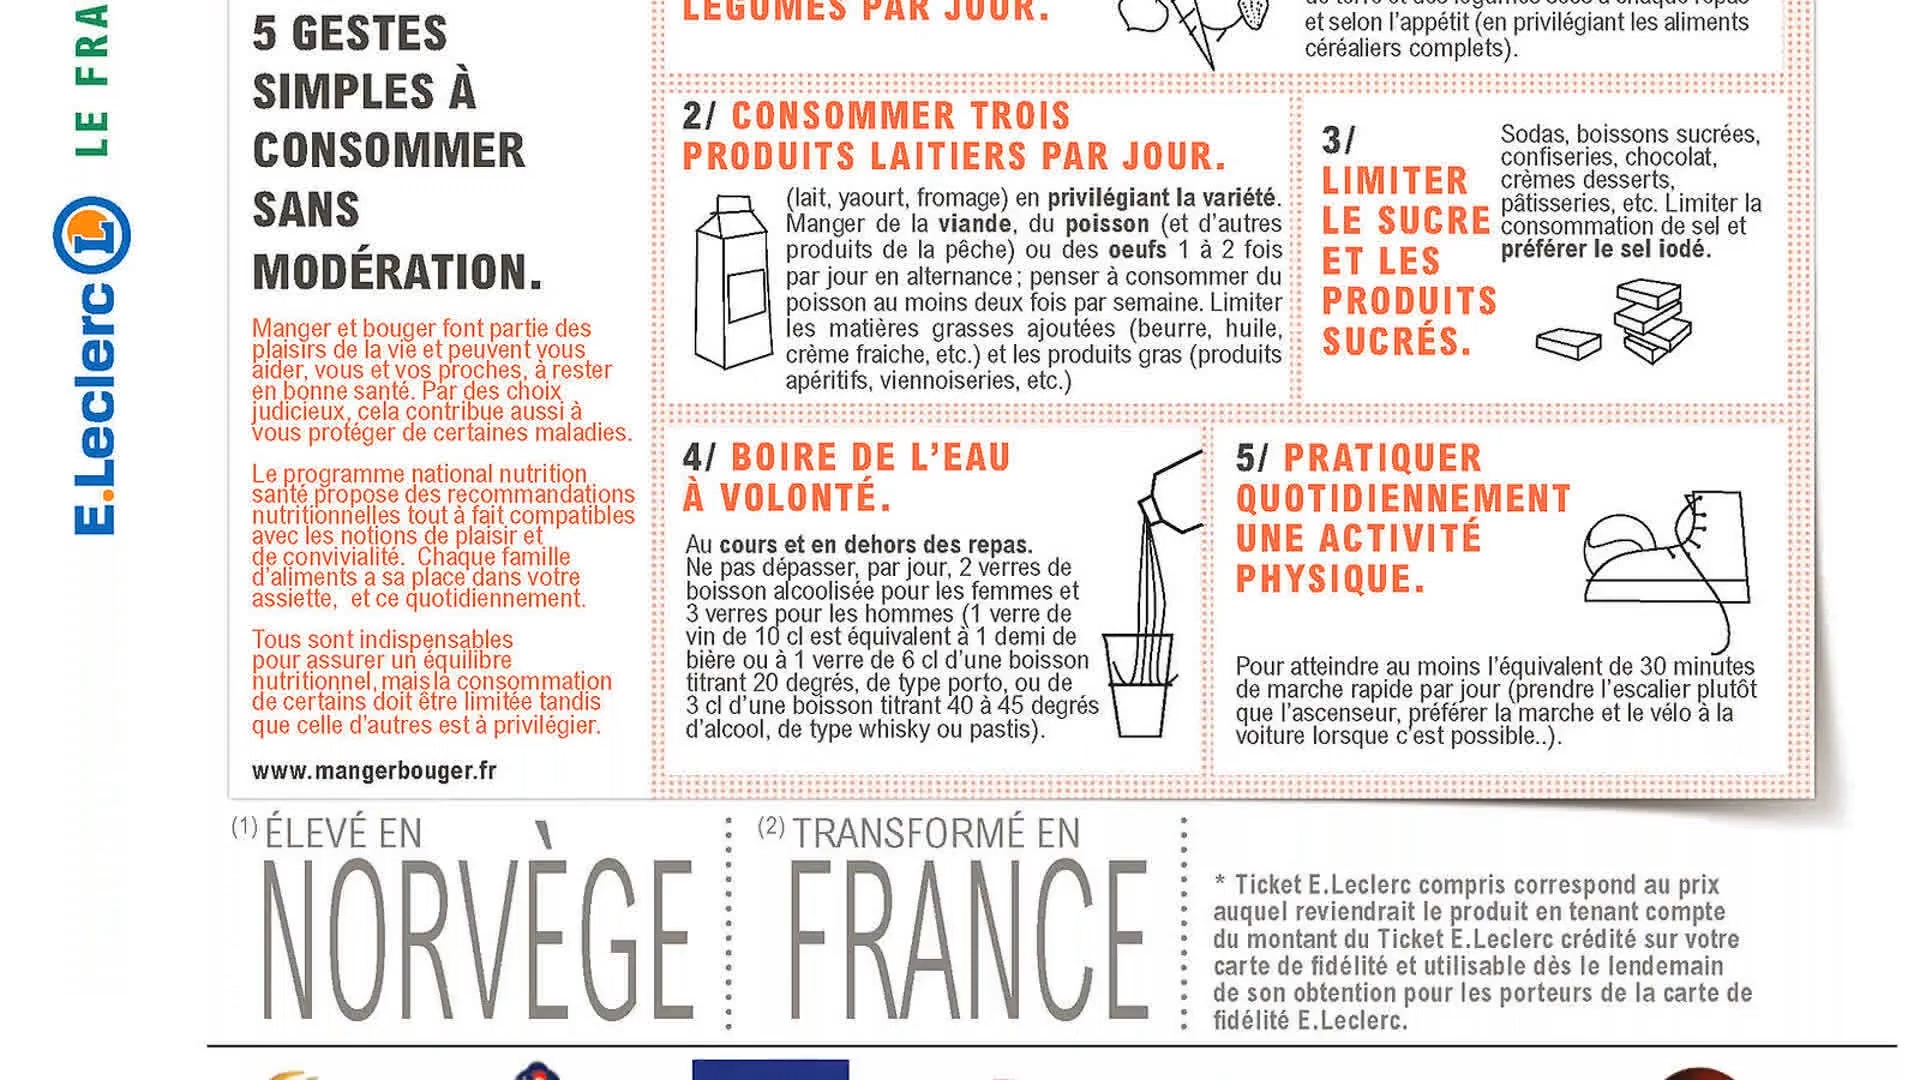 LE FRA
E.Leclerc
5 GESTES
SIMPLES À
CONSOMMER
SANS
MODÉRATION.
Manger et bouger font partie des
plaisirs de la vie et peuvent vous
aider, vous et vos proches, à rester
en bonne santé. Par des choix
judicieux, cela contribue aussi à
vous protéger de certaines maladies.
Le programme national nutrition
santé propose des recommandations
nutritionnelles tout à fait compatibles
avec les notions de plaisir et
de convivialité. Chaque famille
d'aliments a sa place dans votre
assiette, et ce quotidiennement.
Tous sont indispensables
pour assurer un équilibre
nutritionnel, mais la consommation
de certains doit être limitée tandis
que celle d'autres est à privilégier.
www.mangerbouger.fr
LÉGUMES PAR JOUR.
de terre et des légumes secs à chaque repas
et selon l'appétit (en privilégiant les aliments
céréaliers complets).
2/ CONSOMMER TROIS
PRODUITS LAITIERS PAR JOUR.
(lait, yaourt, fromage) en privilégiant la variété.
Manger de la viande, du poisson (et d'autres
produits de la pêche) ou des oeufs 1 à 2 fois
par jour en alternance ; penser à consommer du
poisson au moins deux fois par semaine. Limiter
les matières grasses ajoutées (beurre, huile,
crème fraiche, etc.) et les produits gras (produits
apéritifs, viennoiseries, etc.)
3/
LIMITER
LE SUCRE
ET LES
PRODUITS
SUCRÉS.
Sodas, boissons sucrées,
confiseries, chocolat,
crèmes desserts,
pâtisseries, etc. Limiter la
consommation de sel et
préférer le sel iodé.
4/ BOIRE DE L'EAU
À VOLONTÉ.
Au cours et en dehors des repas.
Ne pas dépasser, par jour, 2 verres de
boisson alcoolisée pour les femmes et
3 verres pour les hommes (1 verre de
vin de 10 cl est équivalent à 1 demi de
bière ou à 1 verre de 6 cl d'une boisson
titrant 20 degrés, de type porto, ou de
3 cl d'une boisson titrant 40 à 45 degrés
d'alcool, de type whisky ou pastis).
5/ PRATIQUER
QUOTIDIENNEMENT
UNE ACTIVITÉ
PHYSIQUE.
Pour atteindre au moins l'équivalent de 30 minutes
de marche rapide par jour (prendre l'escalier plutôt
que l'ascenseur, préférer la marche et le vélo à la
voiture lorsque c'est possible..).
(1) ÉLEVÉ EN
NORVÈGE
(2) TRANSFORMÉ EN
FRANCE
* Ticket E.Leclerc compris correspond au prix
auquel reviendrait le produit en tenant compte
du montant du Ticket E.Leclerc crédité sur votre
carte de fidélité et utilisable dès le lendemain
de son obtention pour les porteurs de la carte de
fidélité E.Leclerc.